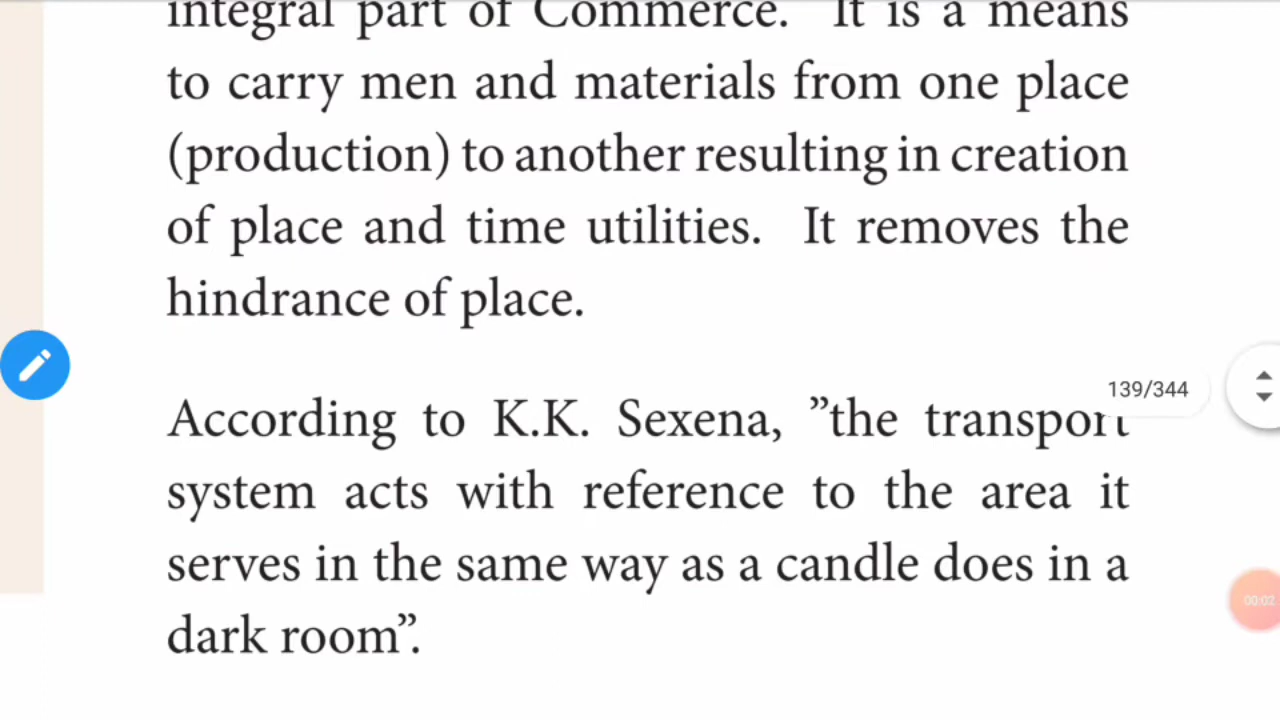 integral part of Commerce. It is a means
to carry men and materials from one place
(production) to another resulting in creation
of place and time utilities. It removes the
hindrance of place.
139/344
According to K.K. Sexena, ”the transport
system acts with reference to the area it
serves in the same way as a candle does in a
00:02
dark room”.